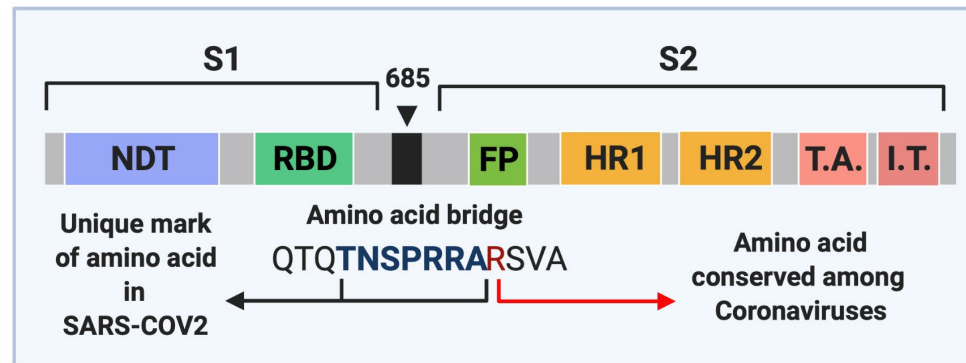 S1
S2
685
NDT
RBD
FP
HR1
HR2
T.A.
I.T.
Unique mark
of amino acid
in
SARS-COV2
Amino acid bridge
QTQTNSPRRARSVA
Amino acid
conserved among
Coronaviruses